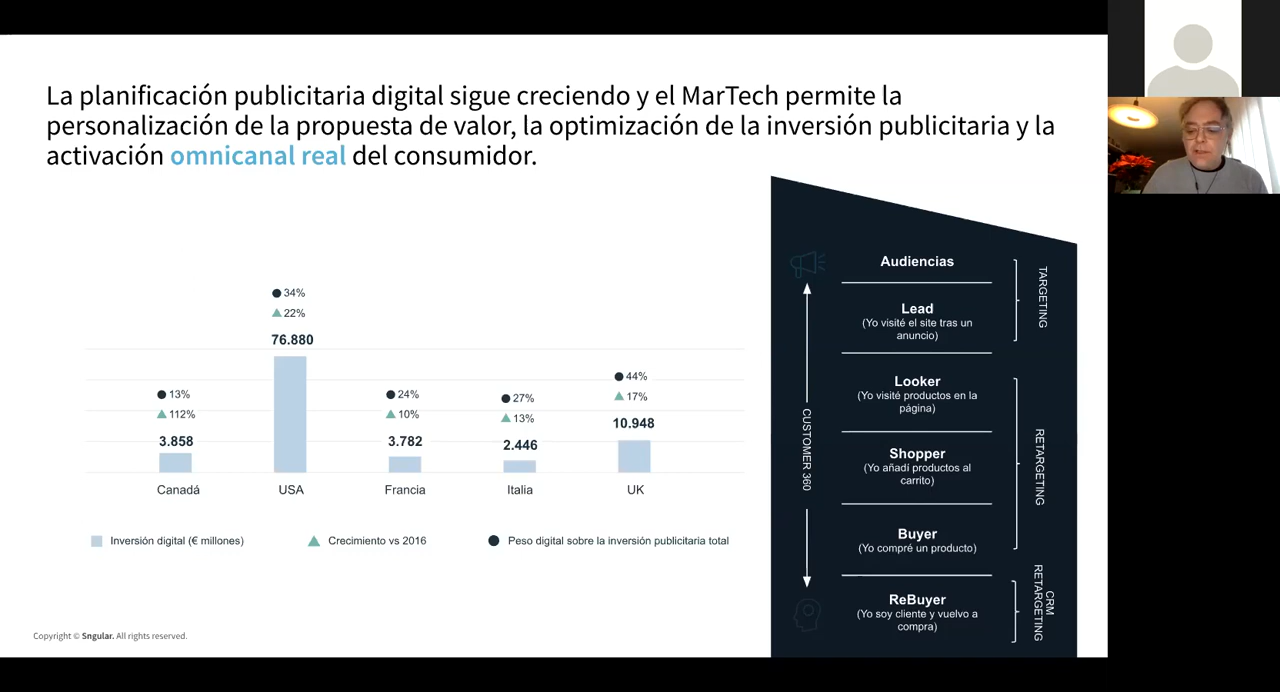 La planificación publicitaria digital sigue creciendo y el MarTech permite la
personalización de la propuesta de valor, la optimización de la inversión publicitaria y la
activación omnicanal real del consumidor.
34%
22%
76.880
13%
112%
3.858
24%
10%
3.782
27%
13%
2.446
44%
17%
10.948
Canadá
USA
Francia
Italia
UK
Inversión digital (€ millones)
Crecimiento vs 2016
Peso digital sobre la inversión publicitaria total
CUSTOMER 360
Audiencias
Lead
(Yo visité el site tras un
anuncio)
TARGETING
Looker
(Yo visité productos en la
página)
Shopper
(Yo añadí productos al
carrito)
Buyer
(Yo compré un producto)
RETARGETING
ReBuyer
(Yo soy cliente y vuelvo a
compra)
CRM
RETARGETING
Copyright © Sngular. All rights reserved.